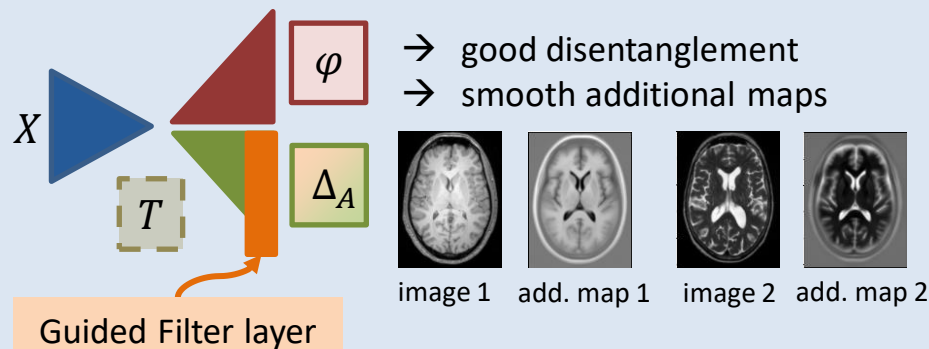 X
φ
Δ_A
T
Guided Filter layer
→ good disentanglement
→ smooth additional maps
image 1
add. map 1
image 2
add. map 2